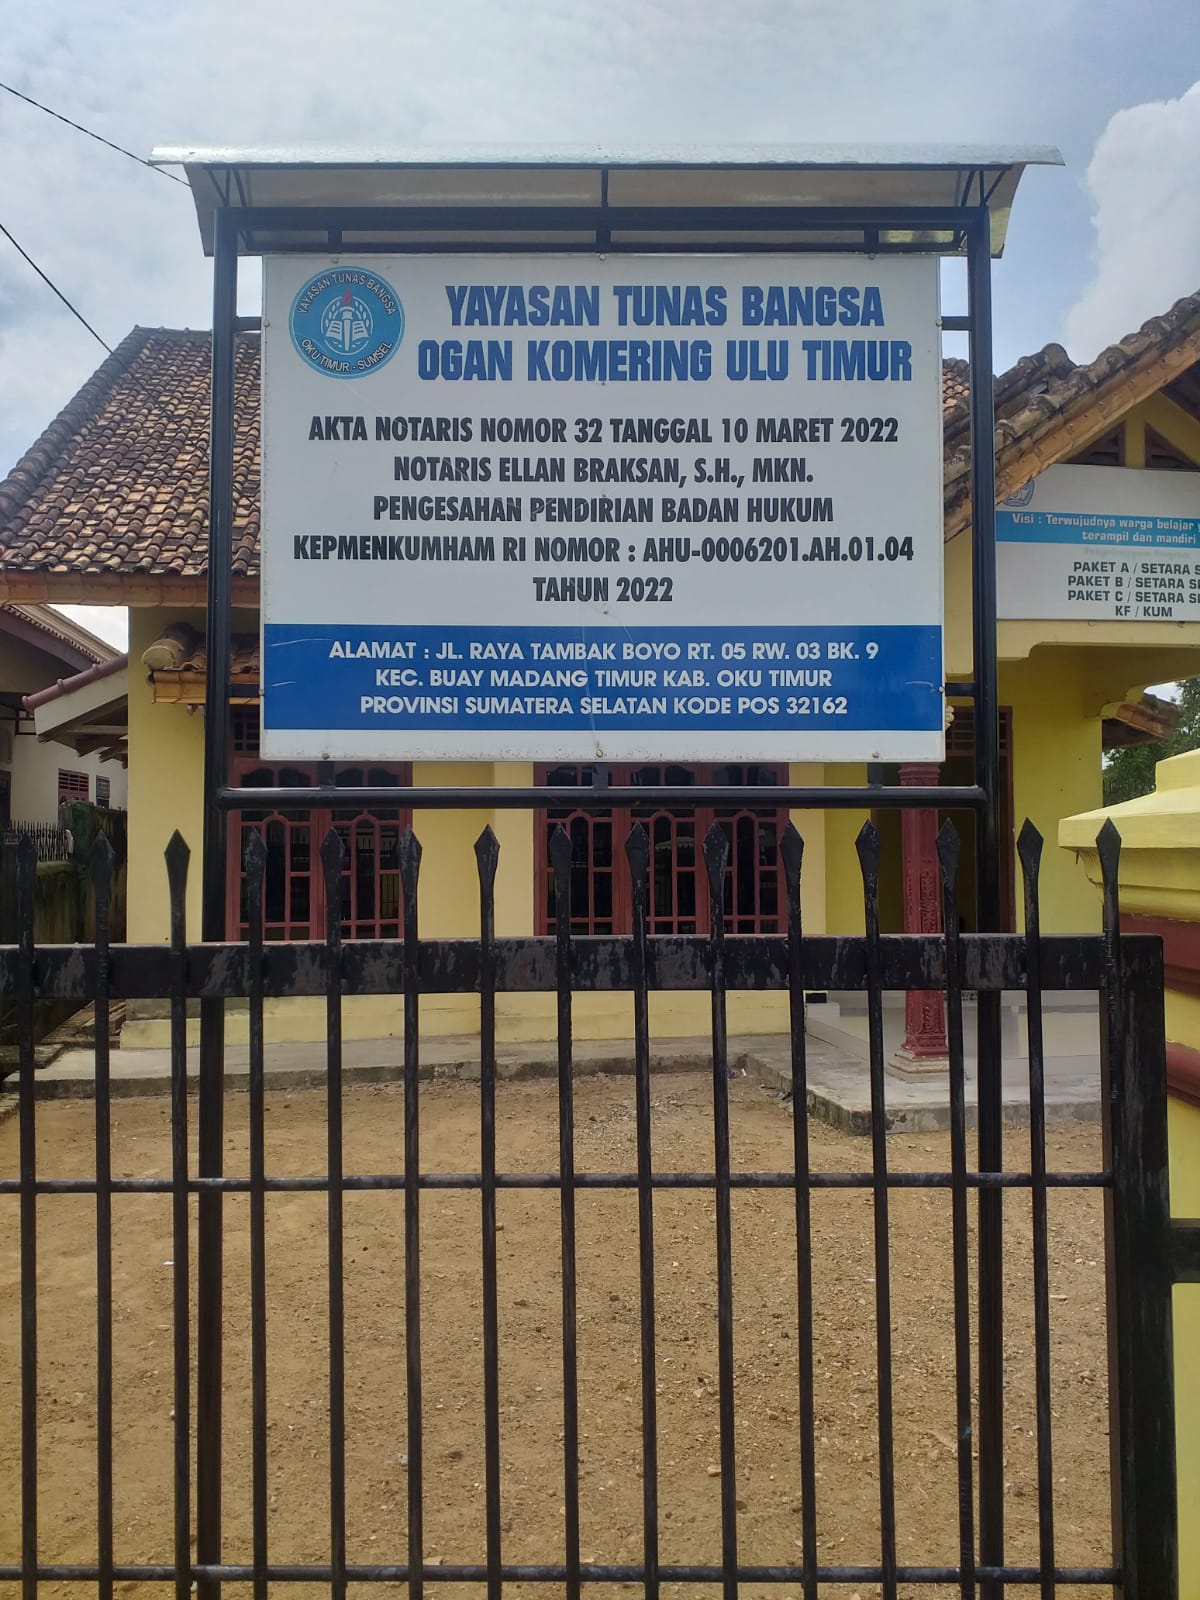 YAYASAN TUNAS BANGSA
OKU TIMUR - SUMSEL
YAYASAN TUNAS BANGSA
OGAN KOMERING ULU TIMUR
AKTA NOTARIS NOMOR 32 TANGGAL 10 MARET 2022
NOTARIS ELLAN BRAKSAN, S.H., MKN.
PENGESAHAN PENDIRIAN BADAN HUKUM
KEPMENKUMHAM RI NOMOR : AHU-0006201.AH.01.04
TAHUN 2022
ALAMAT : JL. RAYA TAMBAK BOYO RT. 05 RW. 03 BK. 9
KEC. BUAY MADANG TIMUR KAB. OKU TIMUR
PROVINSI SUMATERA SELATAN KODE POS 32162
Visi : Terwujudnya warga belajar
terampil dan mandiri
PAKET A / SETARA
PAKET B / SETARA
PAKET C / SETARA
KF / KUM